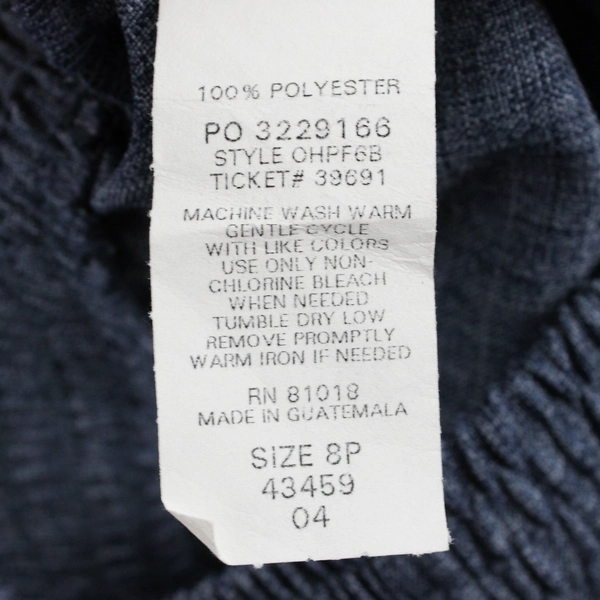 100% POLYESTER
PO 3229166
STYLE OHPF6B
TICKET# 39691
MACHINE WASH WARM
GENTLE CYCLE
WITH LIKE COLORS
USE ONLY NON-
CHLORINE BLEACH
WHEN NEEDED
TUMBLE DRY LOW
REMOVE PROMPTLY
WARM IRON IF NEEDED
RN 81018
MADE IN GUATEMALA
SIZE 8P
43459
04